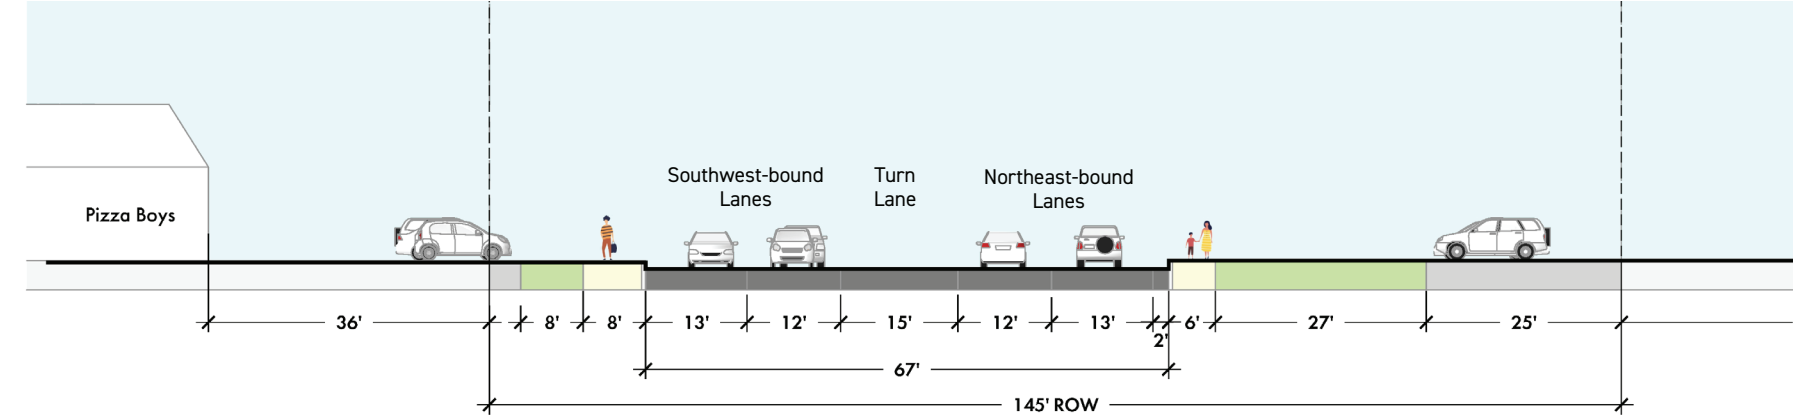 Southwest-bound
Lanes
Turn
Lane
Northeast-bound
Lanes
Pizza Boys
36'
8'
8'
13'
12'
15'
12'
13'
2'
6'
27'
25'
67'
145' ROW